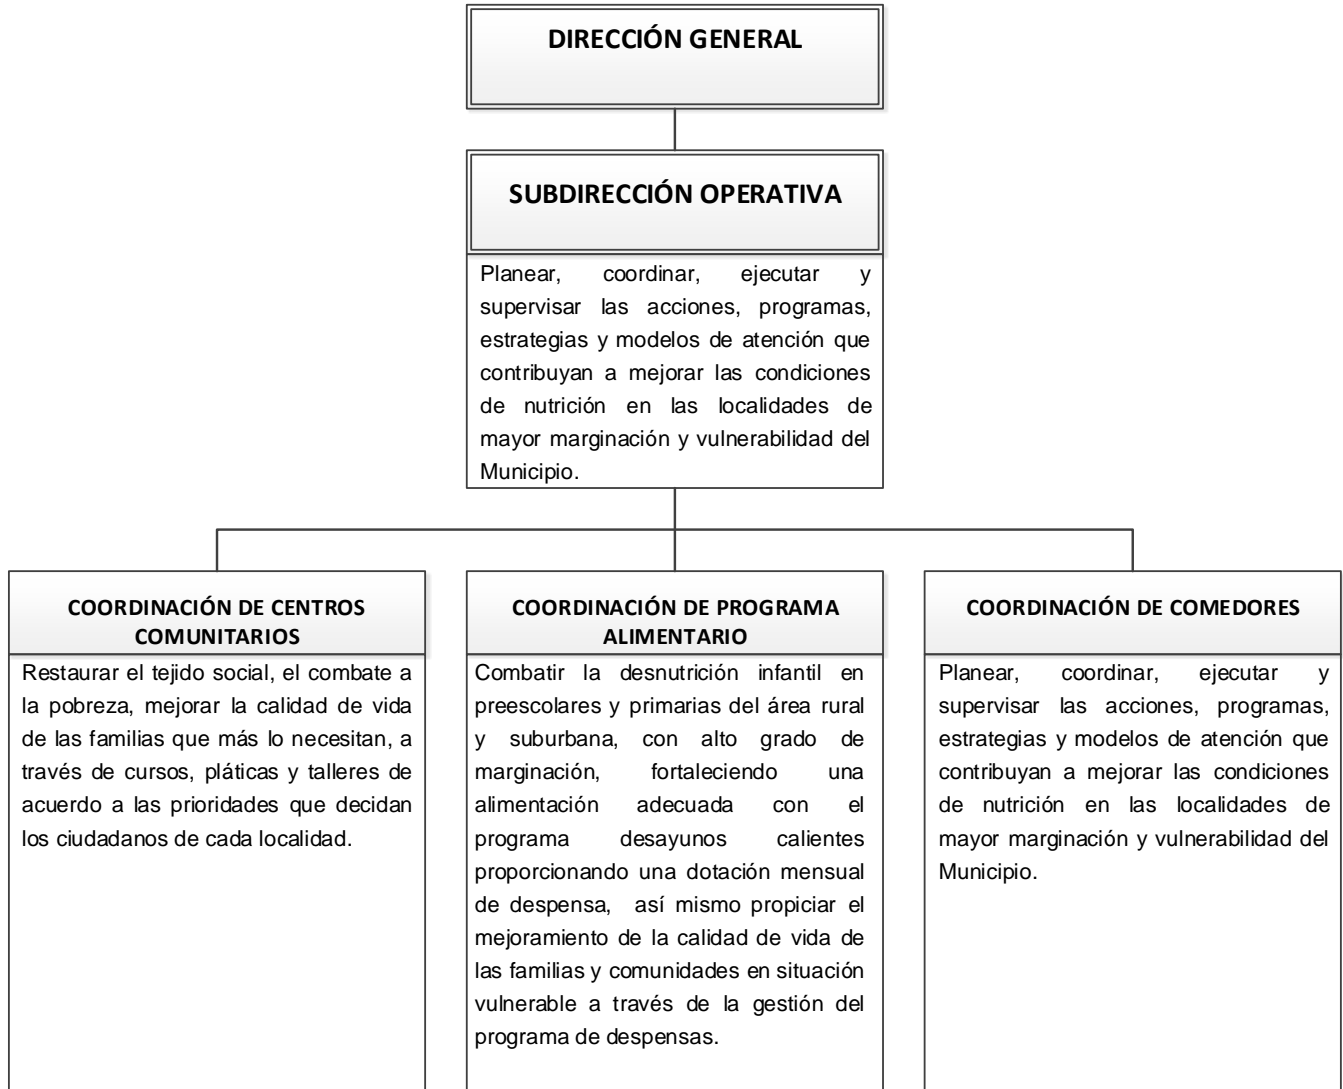 DIRECCIÓN GENERAL
SUBDIRECCIÓN OPERATIVA
Planear, coordinar, ejecutar y
supervisar las acciones, programas,
estrategias y modelos de atención que
contribuyan a mejorar las condiciones
de nutrición en las localidades de
mayor marginación y vulnerabilidad del
Municipio.
COORDINACIÓN DE CENTROS
COMUNITARIOS
Restaurar el tejido social, el combate a
la pobreza, mejorar la calidad de vida
de las familias que más lo necesitan, a
través de cursos, pláticas y talleres de
acuerdo a las prioridades que decidan
los ciudadanos de cada localidad.
COORDINACIÓN DE PROGRAMA
ALIMENTARIO
Combatir la desnutrición infantil en
preescolares y primarias del área rural
y suburbana, con alto grado de
marginación, fortaleciendo una
alimentación adecuada con el
programa desayunos calientes
proporcionando una dotación mensual
de despensa, así mismo propiciar el
mejoramiento de la calidad de vida de
las familias y comunidades en situación
vulnerable a través de la gestión del
programa de despensas.
COORDINACIÓN DE COMEDORES
Planear, coordinar, ejecutar y
supervisar las acciones, programas,
estrategias y modelos de atención que
contribuyan a mejorar las condiciones
de nutrición en las localidades de
mayor marginación y vulnerabilidad del
Municipio.